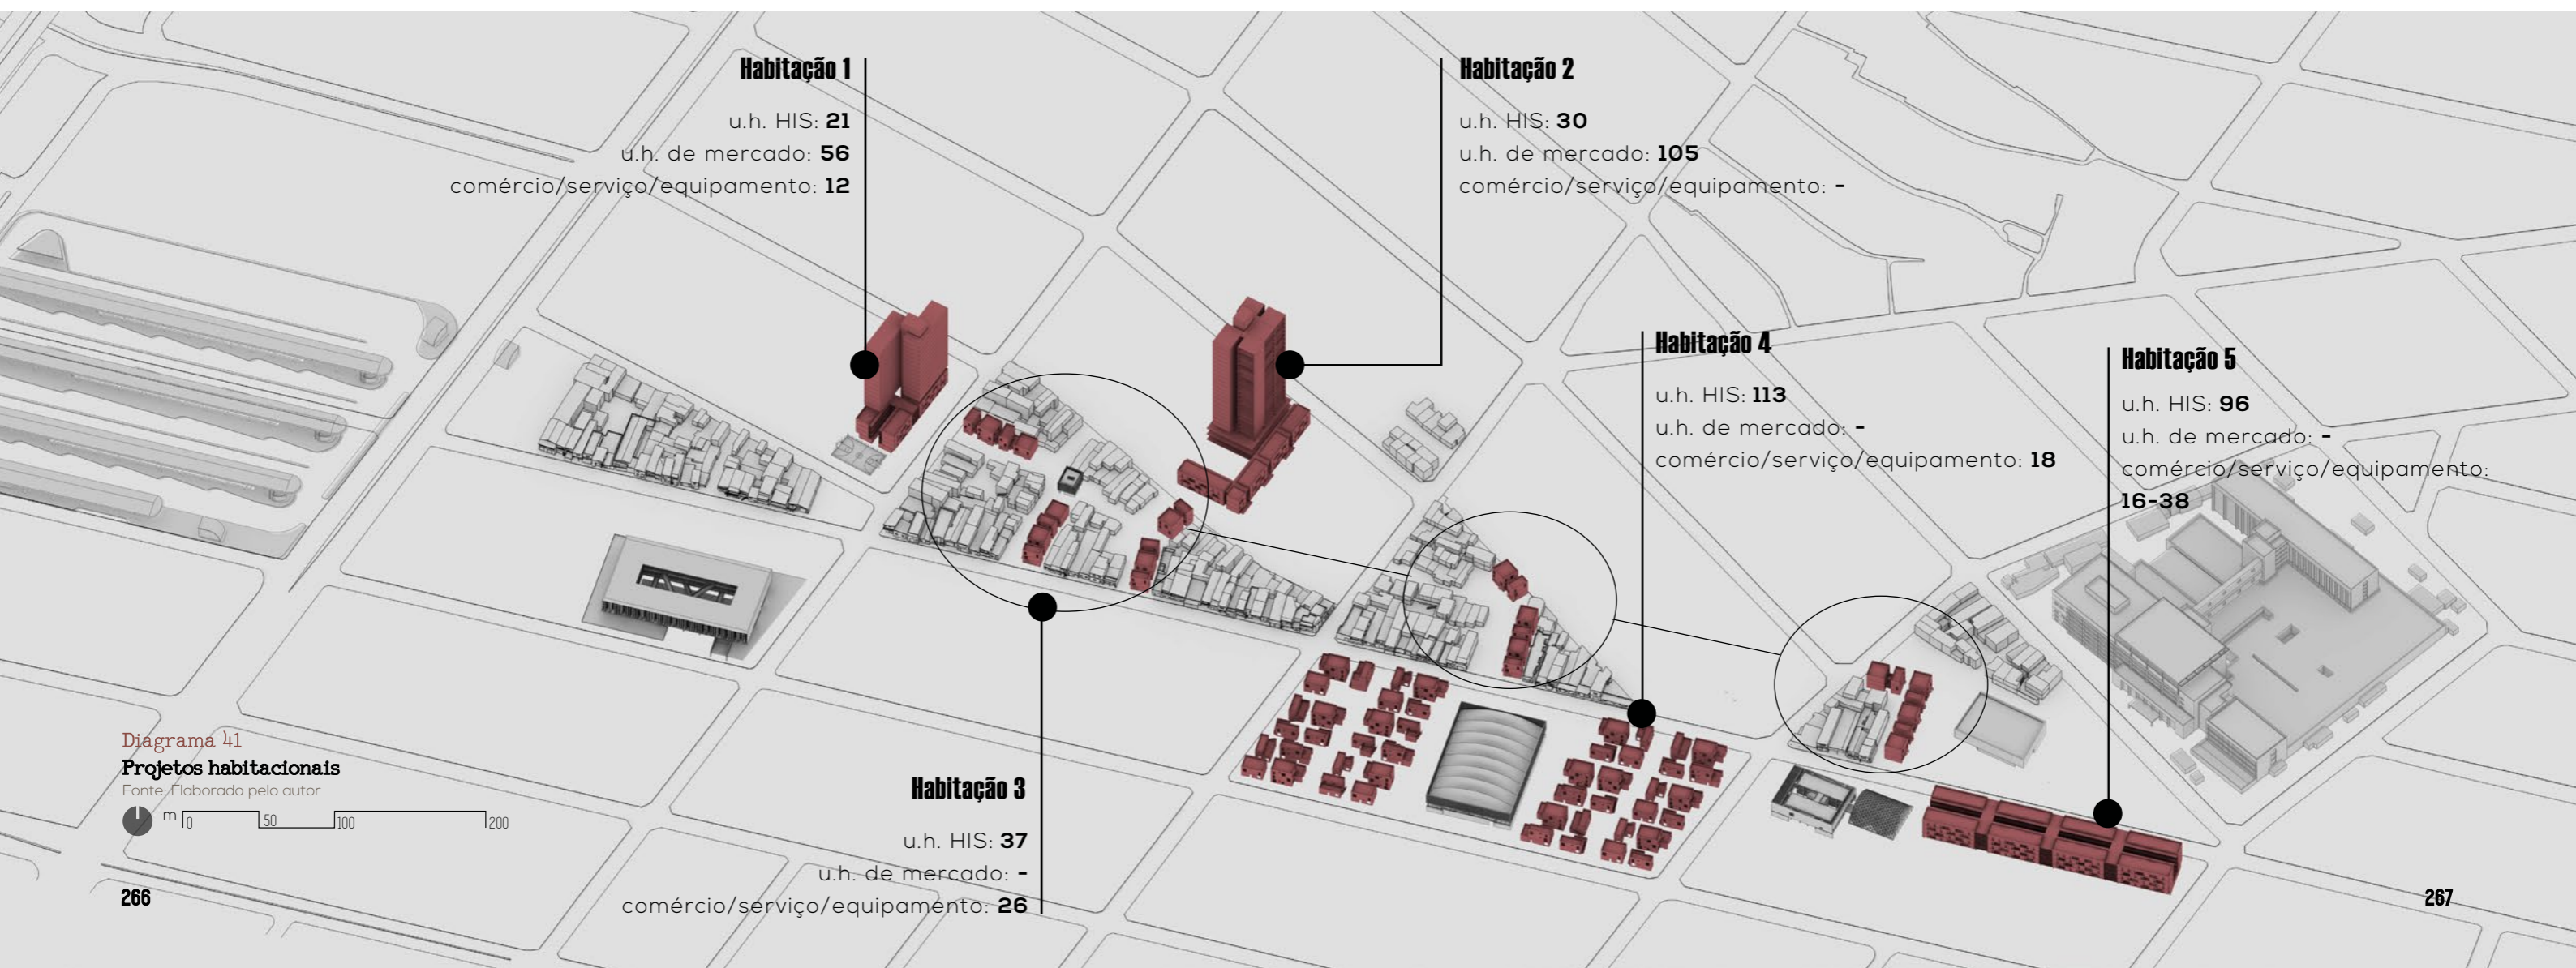 Habitação 1
u.h. HIS: 21
u.h. de mercado: 56
comércio/serviço/equipamento: 12
Habitação 2
u.h. HIS: 30
u.h. de mercado: 105
comércio/serviço/equipamento: -
Habitação 4
u.h. HIS: 113
u.h. de mercado: -
comércio/serviço/equipamento: 18
Habitação 5
u.h. HIS: 96
u.h. de mercado: -
comércio/serviço/equipamento:
16-38
Habitação 3
u.h. HIS: 37
u.h. de mercado: -
comércio/serviço/equipamento: 26
Diagrama 41
Projetos habitacionais
Fonte: Elaborado pelo autor
m 0 50 100 200
266
267